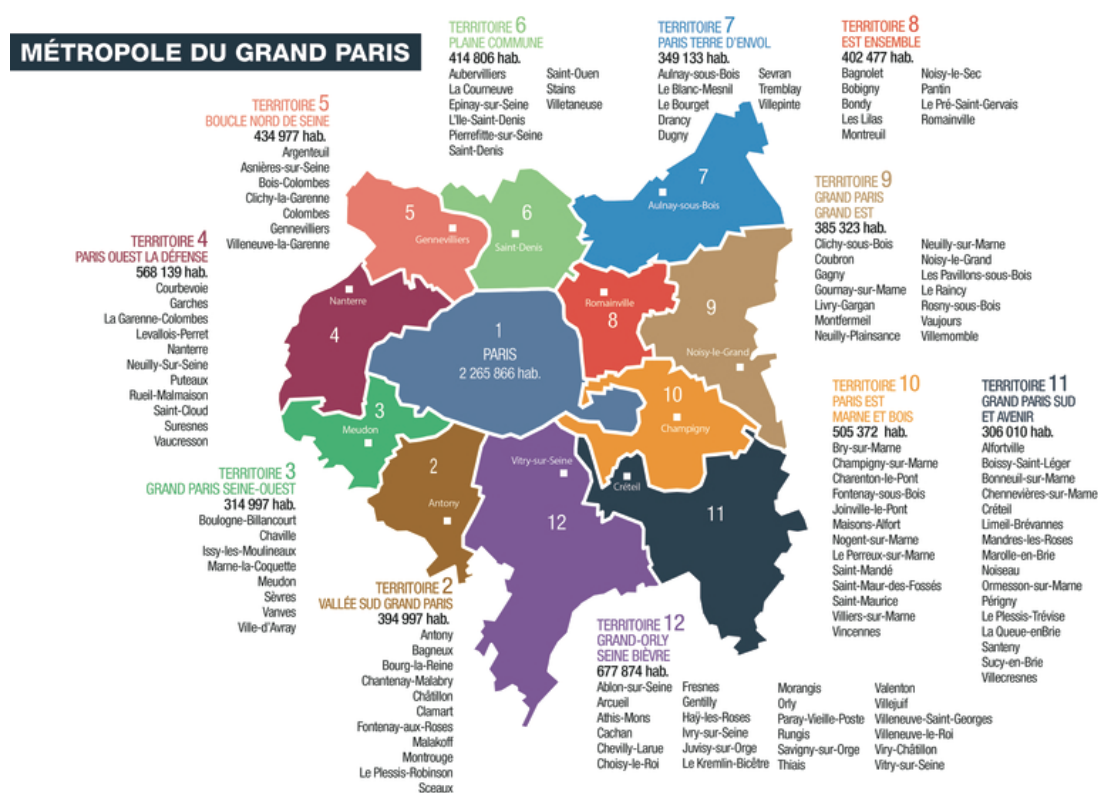 MÉTROPOLE DU GRAND PARIS
TERRITOIRE 6
PLAINE COMMUNE
414 806 hab.
Aubervilliers
La Courneuve
Epinay-sur-Seine
L'Ile-Saint-Denis
Pierrefitte-sur-Seine
Saint-Denis
Saint-Ouen
Stains
Villetaneuse
TERRITOIRE 7
PARIS TERRE D'ENVOL
349 133 hab.
Aulnay-sous-Bois
Le Blanc-Mesnil
Le Bourget
Drancy
Dugny
Sevran
Tremblay
Villepinte
TERRITOIRE 8
EST ENSEMBLE
402 477 hab.
Bagnolet
Bobigny
Bondy
Les Lilas
Montreuil
Noisy-le-Sec
Pantin
Le Pré-Saint-Gervais
Romainville
TERRITOIRE 5
BOUCLE NORD DE SEINE
434 977 hab.
Argenteuil
Asnières-sur-Seine
Bois-Colombes
Clichy-la-Garenne
Colombes
Gennevilliers
Villeneuve-la-Garenne
TERRITOIRE 9
GRAND PARIS
GRAND EST
385 323 hab.
Clichy-sous-Bois
Coubron
Gagny
Gournay-sur-Marne
Livry-Gargan
Montfermeil
Neuilly-Plaisance
Neuilly-sur-Marne
Noisy-le-Grand
Les Pavillons-sous-Bois
Le Raincy
Rosny-sous-Bois
Vaujours
Villemomble
TERRITOIRE 4
PARIS OUEST LA DÉFENSE
568 139 hab.
Courbevoie
Garches
La Garenne-Colombes
Levallois-Perret
Nanterre
Neuilly-Sur-Seine
Puteaux
Rueil-Malmaison
Saint-Cloud
Suresnes
Vaucresson
5
Gennevilliers
6
Saint-Denis
7
Aulnay-sous-Bois
Nanterre
4
1
PARIS
2 265 866 hab.
Romainville
8
9
Noisy-le-Grand
10
Champigny
3
Meudon
2
Antony
Vitry-sur-Seine
12
Créteil
11
TERRITOIRE 10
PARIS EST
MARNE ET BOIS
505 372 hab.
Bry-sur-Marne
Champigny-sur-Marne
Charenton-le-Pont
Fontenay-sous-Bois
Joinville-le-Pont
Maisons-Alfort
Nogent-sur-Marne
Le Perreux-sur-Marne
Saint-Mandé
Saint-Maur-des-Fossés
Saint-Maurice
Villiers-sur-Marne
Vincennes
TERRITOIRE 11
GRAND PARIS SUD
ET AVENIR
306 010 hab.
Alfortville
Boissy-Saint-Léger
Bonneuil-sur-Marne
Chennevières-sur-Marne
Créteil
Limeil-Brévannes
Mandres-les-Roses
Marolle-en-Brie
Noiseau
Ormesson-sur-Marne
Périgny
Le Plessis-Trévise
La Queue-enBrie
Santeny
Sucy-en-Brie
Villecresnes
TERRITOIRE 3
GRAND PARIS SEINE-OUEST
314 997 hab.
Boulogne-Billancourt
Chaville
Issy-les-Moulineaux
Marne-la-Coquette
Meudon
Sèvres
Vanves
Ville-d'Avray
TERRITOIRE 2
VALLÉE SUD GRAND PARIS
394 997 hab.
Antony
Bagneux
Bourg-la-Reine
Chantenay-Malabry
Châtillon
Clamart
Fontenay-aux-Roses
Malakoff
Montrouge
Le Plessis-Robinson
Sceaux
TERRITOIRE 12
GRAND-ORLY
SEINE BIÈVRE
677 874 hab.
Ablon-sur-Seine
Arcueil
Athis-Mons
Cachan
Chevilly-Larue
Choisy-le-Roi
Fresnes
Gentilly
Haÿ-les-Roses
Ivry-sur-Seine
Juvisy-sur-Orge
Le Kremlin-Bicêtre
Morangis
Orly
Paray-Vieille-Poste
Rungis
Savigny-sur-Orge
Thiais
Valenton
Villejuif
Villeneuve-Saint-Georges
Villeneuve-le-Roi
Viry-Châtillon
Vitry-sur-Seine